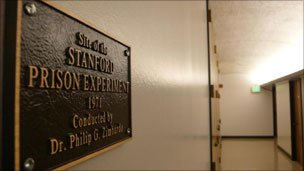 Site of the
STANFORD
PRISON EXPERIMENT
1971
Conducted by
Dr. Philip G. Zimbardo